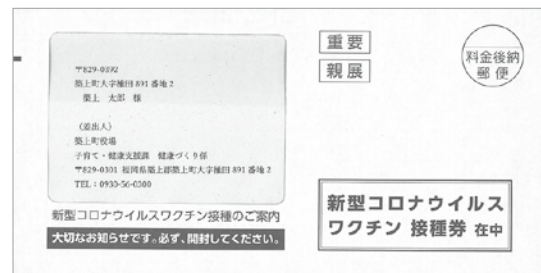 重要
親展
料金後納
郵便
〒829-0392
築上町大字椎田 891 番地 2
築上 太郎 様
(差出人)
築上町役場
子育て・健康支援課 健康づくり係
〒829-0301 福岡県築上郡築上町大字椎田 891 番地 2
TEL:0930-56-0300
新型コロナウイルスワクチン接種のご案内
大切なお知らせです。必ず、開封してください。
新型コロナウイルス
ワクチン 接種券 在中